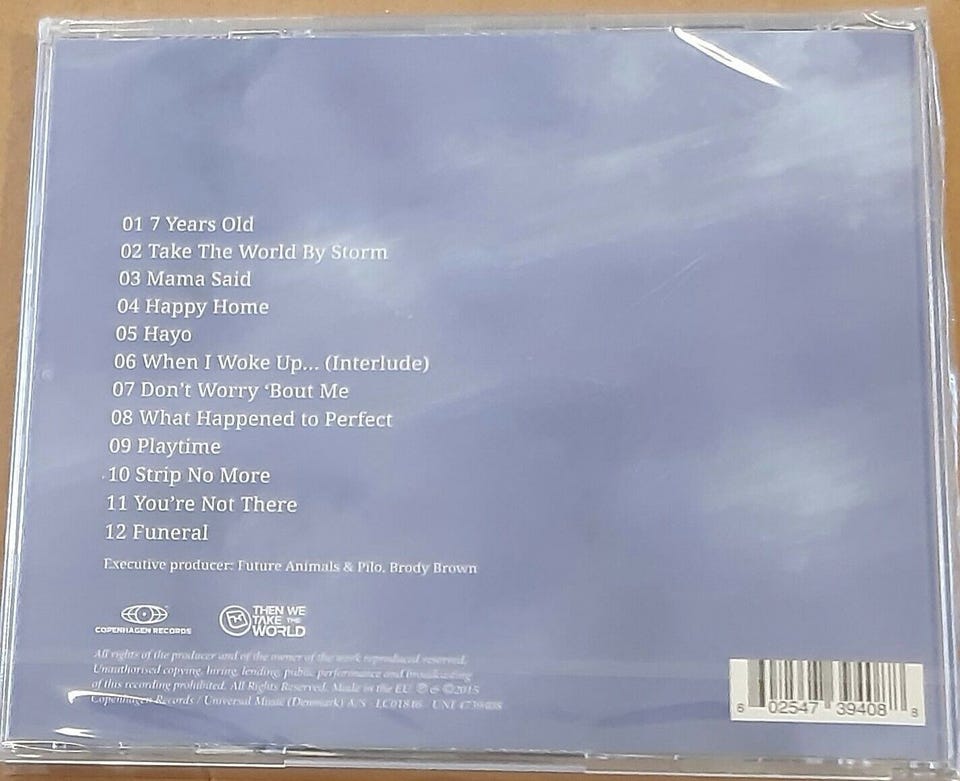 01 7 Years Old
02 Take The World By Storm
03 Mama Said
04 Happy Home
05 Hayo
06 When I Woke Up... (Interlude)
07 Don't Worry ‘Bout Me
08 What Happened to Perfect
09 Playtime
10 Strip No More
11 You're Not There
12 Funeral
Executive producer: Future Animals & Pilo, Brody Brown
COPENHAGEN RECORDS
THEN WE
TAKE THE
WORLD
All rights of the producer and of the owner of the work reproduced reserved.
Unauthorised copying, hiring, lending, public performance and broadcasting
of this recording prohibited. All Rights Reserved. Made in the EU ℗ & ©2015
Copenhagen Records / Universal Music (Denmark) A/S LC01846 UNI 4739408
6 02547 39408 8